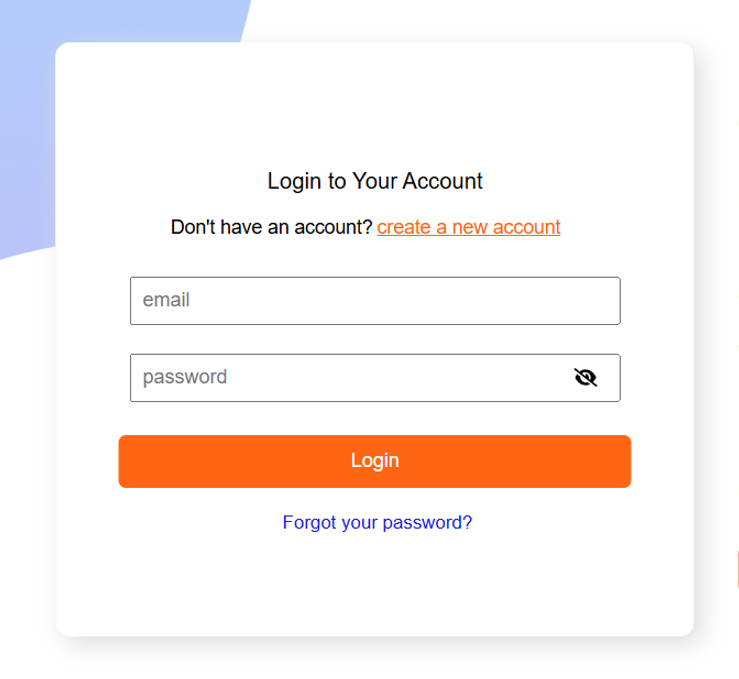 Login to Your Account
Don't have an account? create a new account
email
password
Login
Forgot your password?